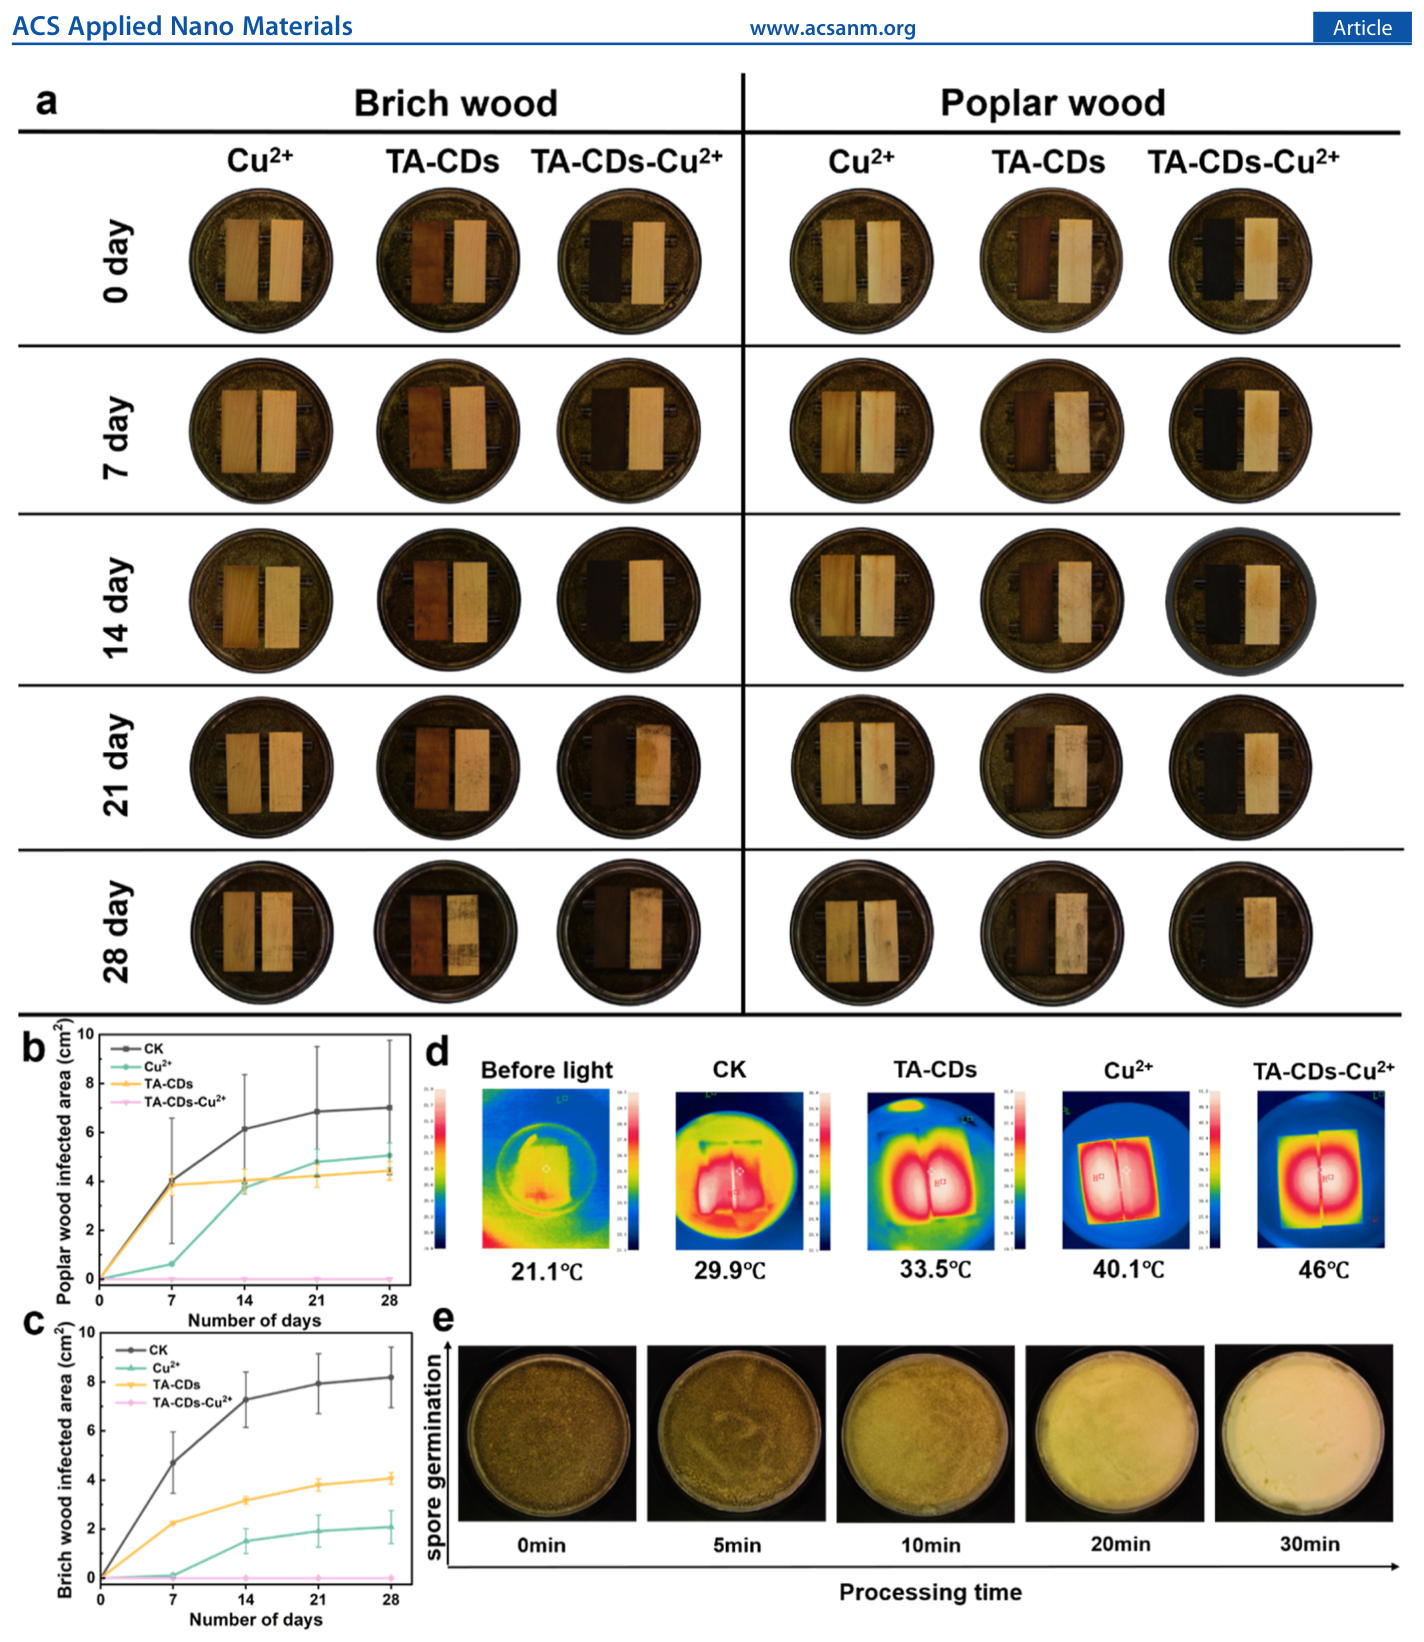 ACS Applied Nano Materials
www.acsanm.org
Article
a
Brich wood
Poplar wood
Cu²⁺ TA-CDs TA-CDs-Cu²⁺ Cu²⁺ TA-CDs TA-CDs-Cu²⁺
0 day
7 day
14 day
21 day
28 day
b
Poplar wood infected area (cm²)
10
8
6
4
2
0
CK
Cu²⁺
TA-CDs
TA-CDs-Cu²⁺
0 7 14 21 28
Number of days
c
Brich wood infected area (cm²)
10
8
6
4
2
0
CK
Cu²⁺
TA-CDs
TA-CDs-Cu²⁺
0 7 14 21 28
Number of days
d
Before light CK TA-CDs Cu²⁺ TA-CDs-Cu²⁺
21.1℃ 29.9℃ 33.5℃ 40.1℃ 46℃
e
spore germination
0min 5min 10min 20min 30min
Processing time